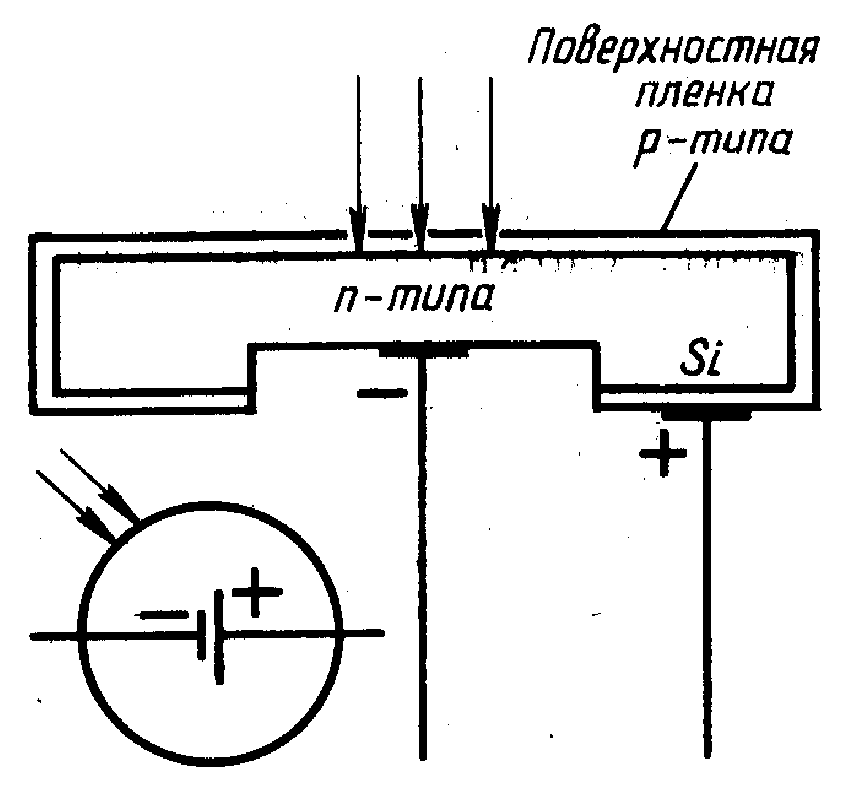 Поверхностная
пленка
р-типа
n-типа
Si
−
+
− +